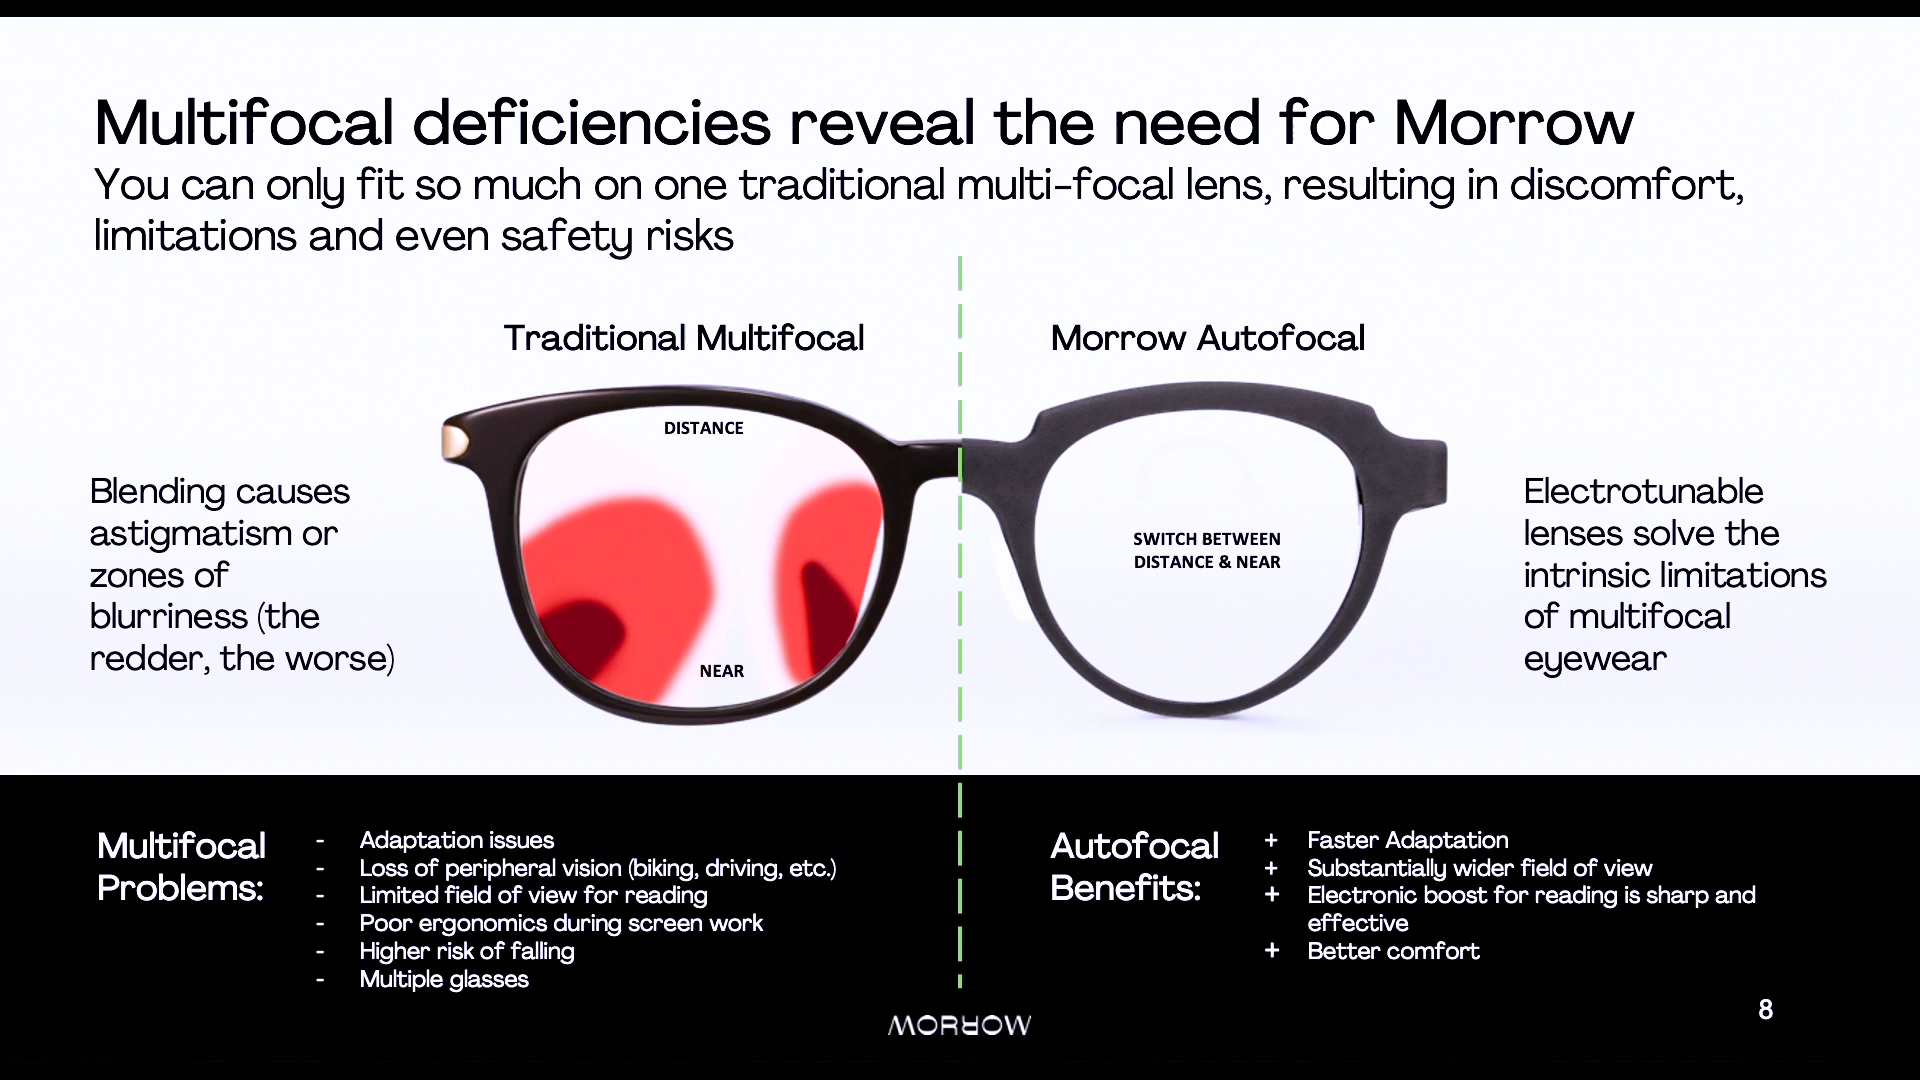 Multifocal deficiencies reveal the need for Morrow
You can only fit so much on one traditional multi-focal lens, resulting in discomfort,
limitations and even safety risks
Traditional Multifocal
Morrow Autofocal
DISTANCE
NEAR
SWITCH BETWEEN
DISTANCE & NEAR
Blending causes
astigmatism or
zones of
blurriness (the
redder, the worse)
Electrotunable
lenses solve the
intrinsic limitations
of multifocal
eyewear
Multifocal
Problems:
- Adaptation issues
- Loss of peripheral vision (biking, driving, etc.)
- Limited field of view for reading
- Poor ergonomics during screen work
- Higher risk of falling
- Multiple glasses
Autofocal
Benefits:
+ Faster Adaptation
+ Substantially wider field of view
+ Electronic boost for reading is sharp and
effective
+ Better comfort
MORROW
8